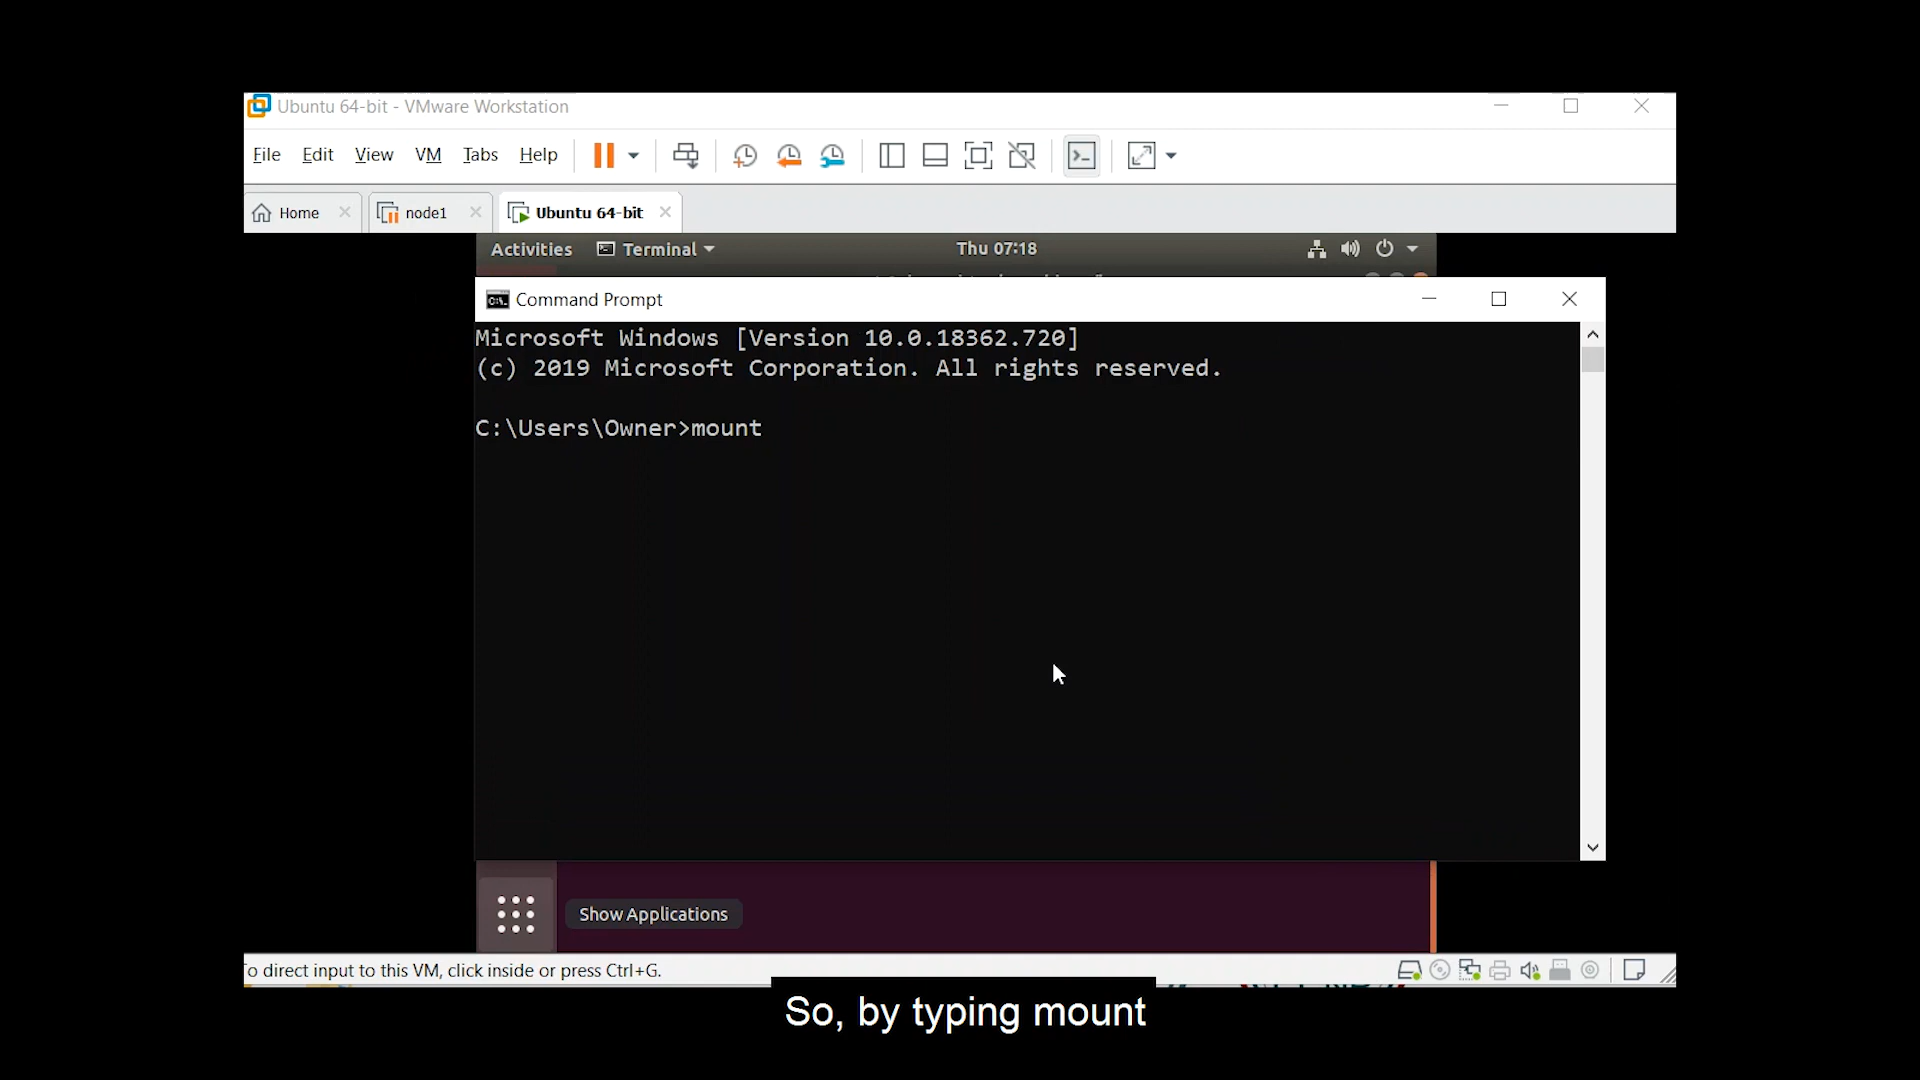 Ubuntu 64-bit - VMware Workstation
File Edit View VM Tabs Help
Home node1 Ubuntu 64-bit
Activities Terminal Thu 07:18
Command Prompt
Microsoft Windows [Version 10.0.18362.720]
(c) 2019 Microsoft Corporation. All rights reserved.
C:\Users\Owner>mount
Show Applications
o direct input to this VM, click inside or press Ctrl+G.
So, by typing mount